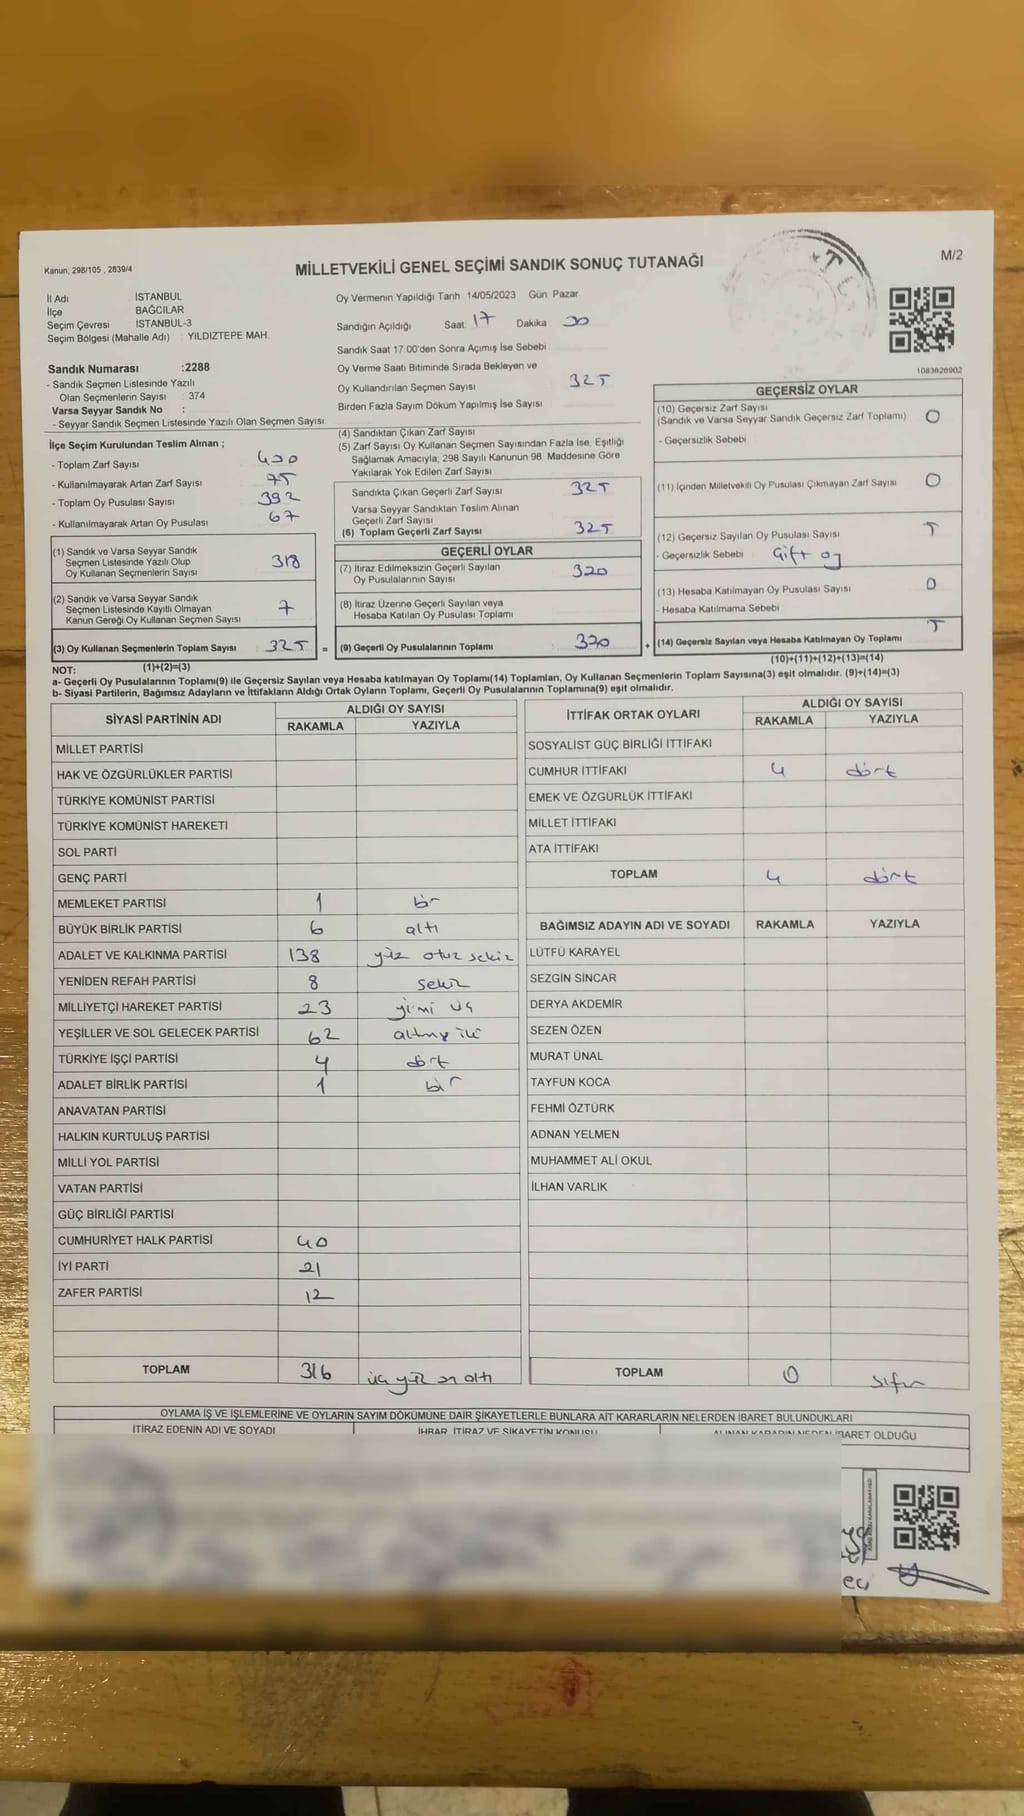 Kanun; 298/105 , 2839/4
MİLLETVEKİLİ GENEL SEÇİMİ SANDIK SONUÇ TUTANAĞI
M/2
İl Adı İSTANBUL
İlçe BAĞCILAR
Seçim Çevresi İSTANBUL-3
Seçim Bölgesi (Mahalle Adı) : YILDIZTEPE MAH.
Sandık Numarası :2288
- Sandık Seçmen Listesinde Yazılı
Olan Seçmenlerin Sayısı : 374
Varsa Seyyar Sandık No :
- Seyyar Sandık Seçmen Listesinde Yazılı Olan Seçmen Sayısı:
Oy Vermenin Yapıldığı Tarih 14/05/2023 Gün: Pazar
Sandığın Açıldığı Saat 17 Dakika 30
Sandık Saat 17:00'den Sonra Açımış İse Sebebi
Oy Verme Saati Bitiminde Sırada Bekleyen ve
Oy Kullandırılan Seçmen Sayısı 325
Birden Fazla Sayım Döküm Yapılmış İse Sayısı
1083626902
İlçe Seçim Kurulundan Teslim Alınan ;
- Toplam Zarf Sayısı 400
- Kullanılmayarak Artan Zarf Sayısı 75
- Toplam Oy Pusulası Sayısı 392
- Kullanılmayarak Artan Oy Pusulası 67
(1) Sandık ve Varsa Seyyar Sandık
Seçmen Listesinde Yazılı Olup
Oy Kullanan Seçmenlerin Sayısı 318
(2) Sandık ve Varsa Seyyar Sandık
Seçmen Listesinde Kayıtlı Olmayan
Kanun Gereği Oy Kullanan Seçmen Sayısı 7
(3) Oy Kullanan Seçmenlerin Toplam Sayısı 325 =
(4) Sandıktan Çıkan Zarf Sayısı
(5) Zarf Sayısı Oy Kullanan Seçmen Sayısından Fazla İse, Eşitliği
Sağlamak Amacıyla; 298 Sayılı Kanunun 98. Maddesine Göre
Yakılarak Yok Edilen Zarf Sayısı
Sandıkta Çıkan Geçerli Zarf Sayısı 325
Varsa Seyyar Sandıktan Teslim Alınan
Geçerli Zarf Sayısı
(6) Toplam Geçerli Zarf Sayısı 325
GEÇERLİ OYLAR
(7) İtiraz Edilmeksizin Geçerli Sayılan
Oy Pusulalarının Sayısı 320
(8) İtiraz Üzerine Geçerli Sayılan veya
Hesaba Katılan Oy Pusulası Toplamı
(9) Geçerli Oy Pusulalarının Toplamı 320 +
GEÇERSİZ OYLAR
(10) Geçersiz Zarf Sayısı
(Sandık ve Varsa Seyyar Sandık Geçersiz Zarf Toplamı) 0
- Geçersizlik Sebebi
(11) İçinden Milletvekili Oy Pusulası Çıkmayan Zarf Sayısı 0
(12) Geçersiz Sayılan Oy Pusulası Sayısı 5
- Geçersizlik Sebebi Çift oy
(13) Hesaba Katılmayan Oy Pusulası Sayısı 0
- Hesaba Katılmama Sebebi
(14) Geçersiz Sayılan veya Hesaba Katılmayan Oy Toplamı 5
NOT: (1)+(2)=(3) (10)+(11)+(12)+(13)=(14)
a- Geçerli Oy Pusulasının Toplamı(9) ile Geçersiz Sayılan veya Hesaba katılmayan Oy Toplamı(14) Toplamları, Oy Kullanan Seçmenlerin Toplam Sayısına(3) eşit olmalıdır. (9)+(14)=(3)
b- Siyasi Partilerin, Bağımsız Adayların ve İttifakların Aldığı Ortak Oyların Toplamı, Geçerli Oy Pusulalarının Toplamına(9) eşit olmalıdır.
SİYASİ PARTİNİN ADI ALDIĞI OY SAYISI
RAKAMLA YAZIYLA
MİLLET PARTİSİ
HAK VE ÖZGÜRLÜKLER PARTİSİ
TÜRKİYE KOMÜNİST PARTİSİ
TÜRKİYE KOMÜNİST HAREKETİ
SOL PARTİ
GENÇ PARTİ
MEMLEKET PARTİSİ 1 bir
BÜYÜK BİRLİK PARTİSİ 6 altı
ADALET VE KALKINMA PARTİSİ 138 yüz otuz sekiz
YENİDEN REFAH PARTİSİ 8 sekiz
MİLLİYETÇİ HAREKET PARTİSİ 23 yirmi üç
YEŞİLLER VE SOL GELECEK PARTİSİ 62 altmış iki
TÜRKİYE İŞÇİ PARTİSİ 4 dört
ADALET BİRLİK PARTİSİ 1 bir
ANAVATAN PARTİSİ
HALKIN KURTULUŞ PARTİSİ
MİLLİ YOL PARTİSİ
VATAN PARTİSİ
GÜÇ BİRLİĞİ PARTİSİ
CUMHURİYET HALK PARTİSİ 40
İYİ PARTİ 21
ZAFER PARTİSİ 12
TOPLAM 316 üç yüz on altı
İTTİFAK ORTAK OYLARI ALDIĞI OY SAYISI
RAKAMLA YAZIYLA
SOSYALİST GÜÇ BİRLİĞİ İTTİFAKI
CUMHUR İTTİFAKI 4 dört
EMEK VE ÖZGÜRLÜK İTTİFAKI
MİLLET İTTİFAKI
ATA İTTİFAKI
TOPLAM 4 dört
BAĞIMSIZ ADAYIN ADI VE SOYADI RAKAMLA YAZIYLA
LÜTFÜ KARAYEL
SEZGİN SİNCAR
DERYA AKDEMİR
SEZEN ÖZEN
MURAT ÜNAL
TAYFUN KOCA
FEHMİ ÖZTÜRK
ADNAN YELMEN
MUHAMMET ALİ OKUL
İLHAN VARLIK
TOPLAM 0 sıfır
OYLAMA İŞ VE İŞLEMLERİNE VE OYLARIN SAYIM DÖKÜMÜNE DAİR ŞİKAYETLERLE BUNLARA AİT KARARLARIN NELERDEN İBARET BULUNDUKLARI
İTİRAZ EDENİN ADI VE SOYADI İHBAR, İTİRAZ VE ŞİKAYETİN KONUSU ALINAN KARARIN NEDEN İBARET OLDUĞU